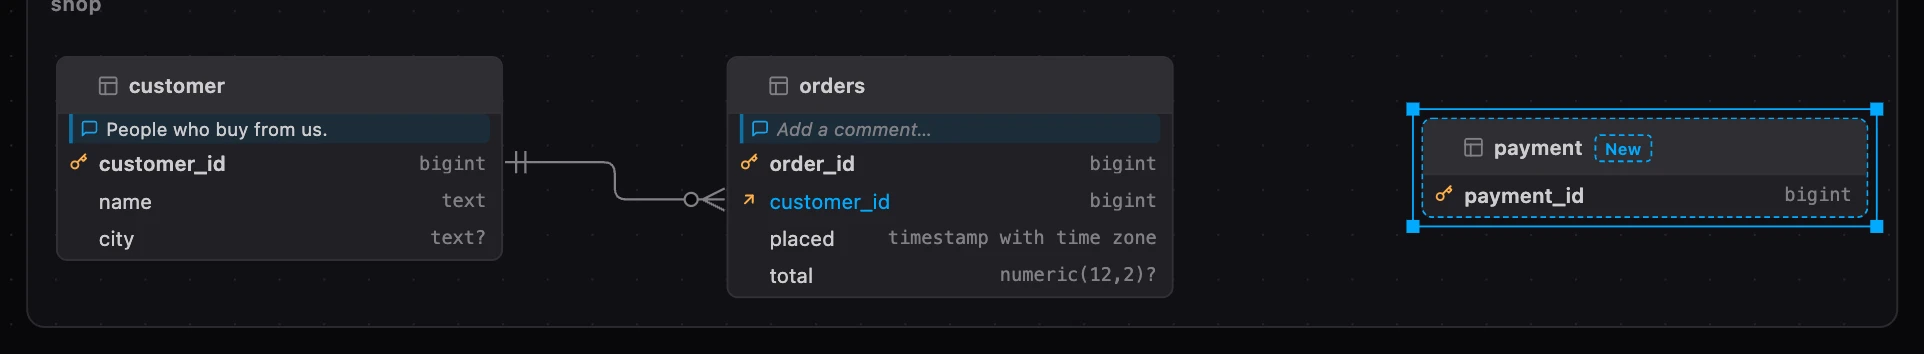 shop
customer
People who buy from us.
customer_id bigint
name text
city text?
orders
Add a comment...
order_id bigint
customer_id bigint
placed timestamp with time zone
total numeric(12,2)?
payment New
payment_id bigint